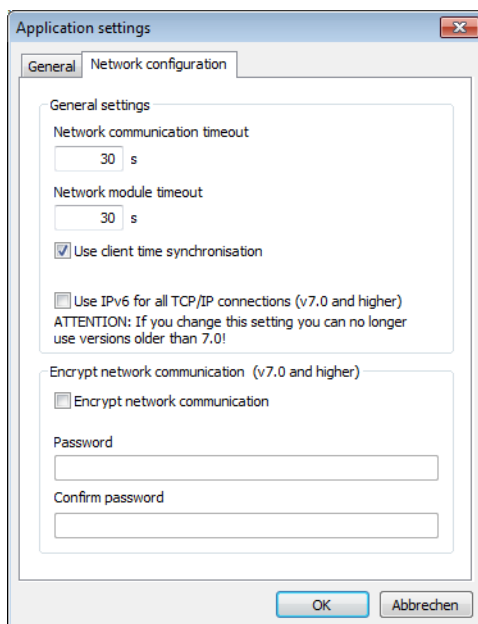 Application settings
General
Network configuration
General settings
Network communication timeout
30 s
Network module timeout
30 s
Use client time synchronisation
Use IPv6 for all TCP/IP connections (v7.0 and higher)
ATTENTION: If you change this setting you can no longer
use versions older than 7.0!
Encrypt network communication (v7.0 and higher)
Encrypt network communication
Password
Confirm password
OK
Abbrechen